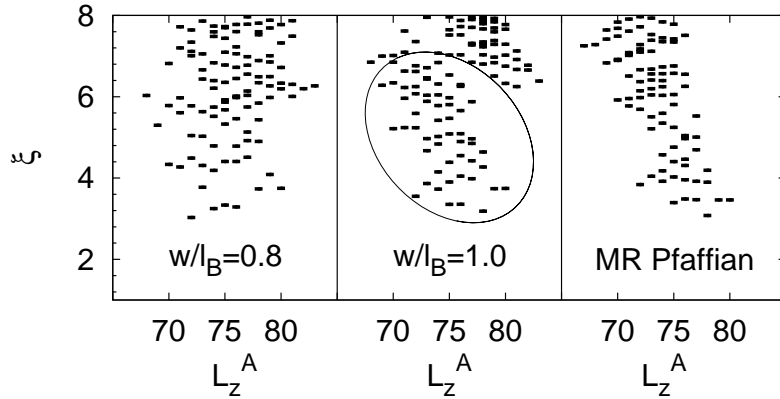 8
6
4
2
ξ
w/l_B=0.8
w/l_B=1.0
MR Pfaffian
70 75 80 70 75 80 70 75 80
L_z^A L_z^A L_z^A